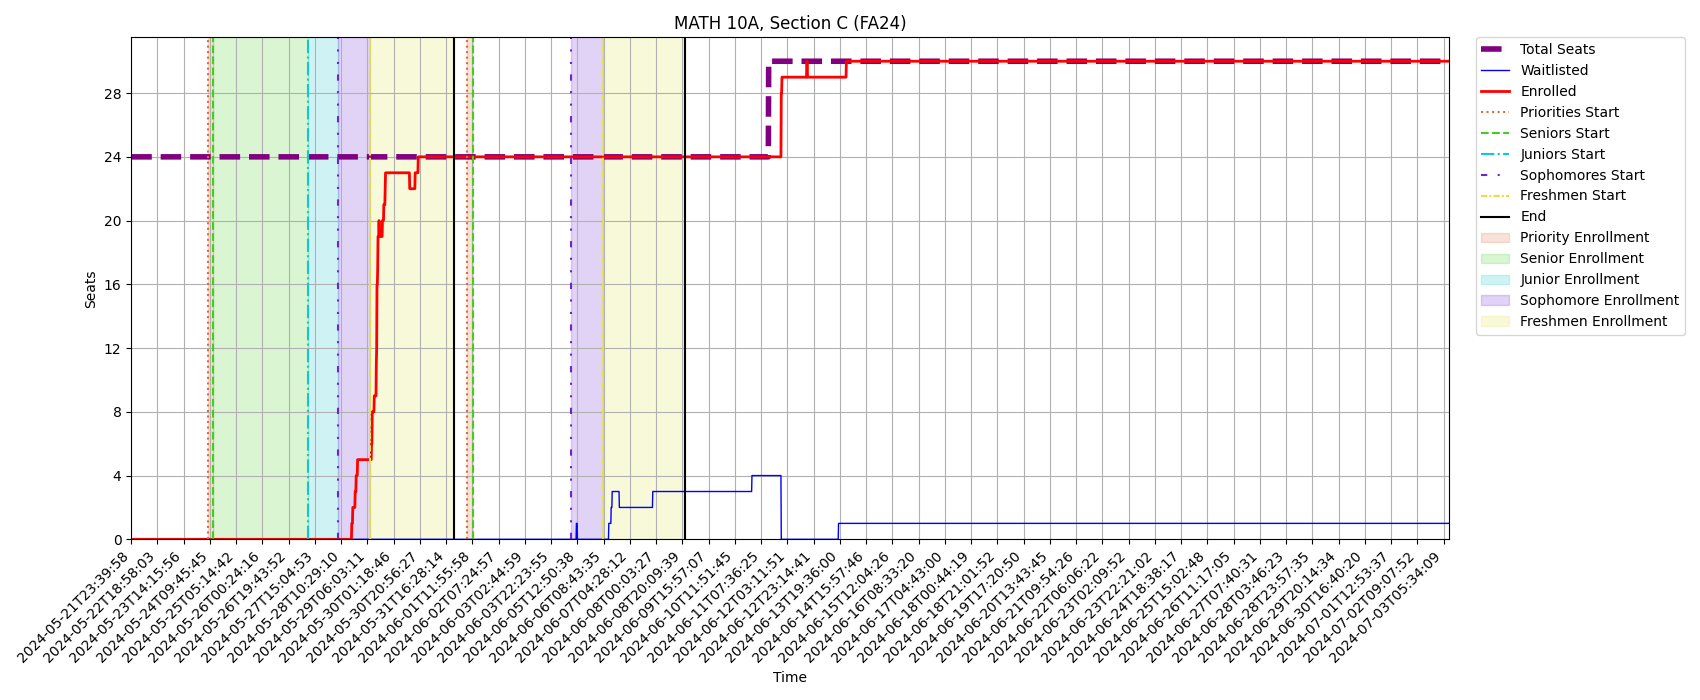 MATH 10A, Section C (FA24)
Total Seats
Waitlisted
Enrolled
Priorities Start
Seniors Start
Juniors Start
Sophomores Start
Freshmen Start
End
Priority Enrollment
Senior Enrollment
Junior Enrollment
Sophomore Enrollment
Freshmen Enrollment
Seats
28
24
20
16
12
8
4
0
2024-05-21T23:39:58
2024-05-22T18:58:03
2024-05-23T14:15:56
2024-05-24T09:45:45
2024-05-25T05:14:42
2024-05-26T00:24:16
2024-05-26T19:43:52
2024-05-27T15:04:53
2024-05-28T10:29:10
2024-05-29T06:03:11
2024-05-30T01:18:46
2024-05-30T20:56:27
2024-05-31T16:28:14
2024-06-01T11:55:58
2024-06-02T07:24:57
2024-06-03T02:44:59
2024-06-03T22:23:55
2024-06-05T12:50:38
2024-06-06T08:43:35
2024-06-07T04:28:12
2024-06-08T00:03:27
2024-06-08T20:09:39
2024-06-09T15:57:07
2024-06-10T11:51:45
2024-06-11T07:36:25
2024-06-12T03:11:51
2024-06-12T23:14:41
2024-06-13T19:36:00
2024-06-14T15:57:46
2024-06-15T12:04:26
2024-06-16T08:33:20
2024-06-17T04:43:00
2024-06-18T00:44:19
2024-06-18T21:01:52
2024-06-19T17:20:50
2024-06-20T13:43:45
2024-06-21T09:54:26
2024-06-22T06:06:22
2024-06-23T02:09:52
2024-06-23T22:21:02
2024-06-24T18:38:17
2024-06-25T15:02:48
2024-06-26T11:17:05
2024-06-27T07:40:31
2024-06-28T03:46:23
2024-06-28T23:57:35
2024-06-29T20:14:34
2024-06-30T16:40:20
2024-07-01T12:53:37
2024-07-02T09:07:52
2024-07-03T05:34:09
Time